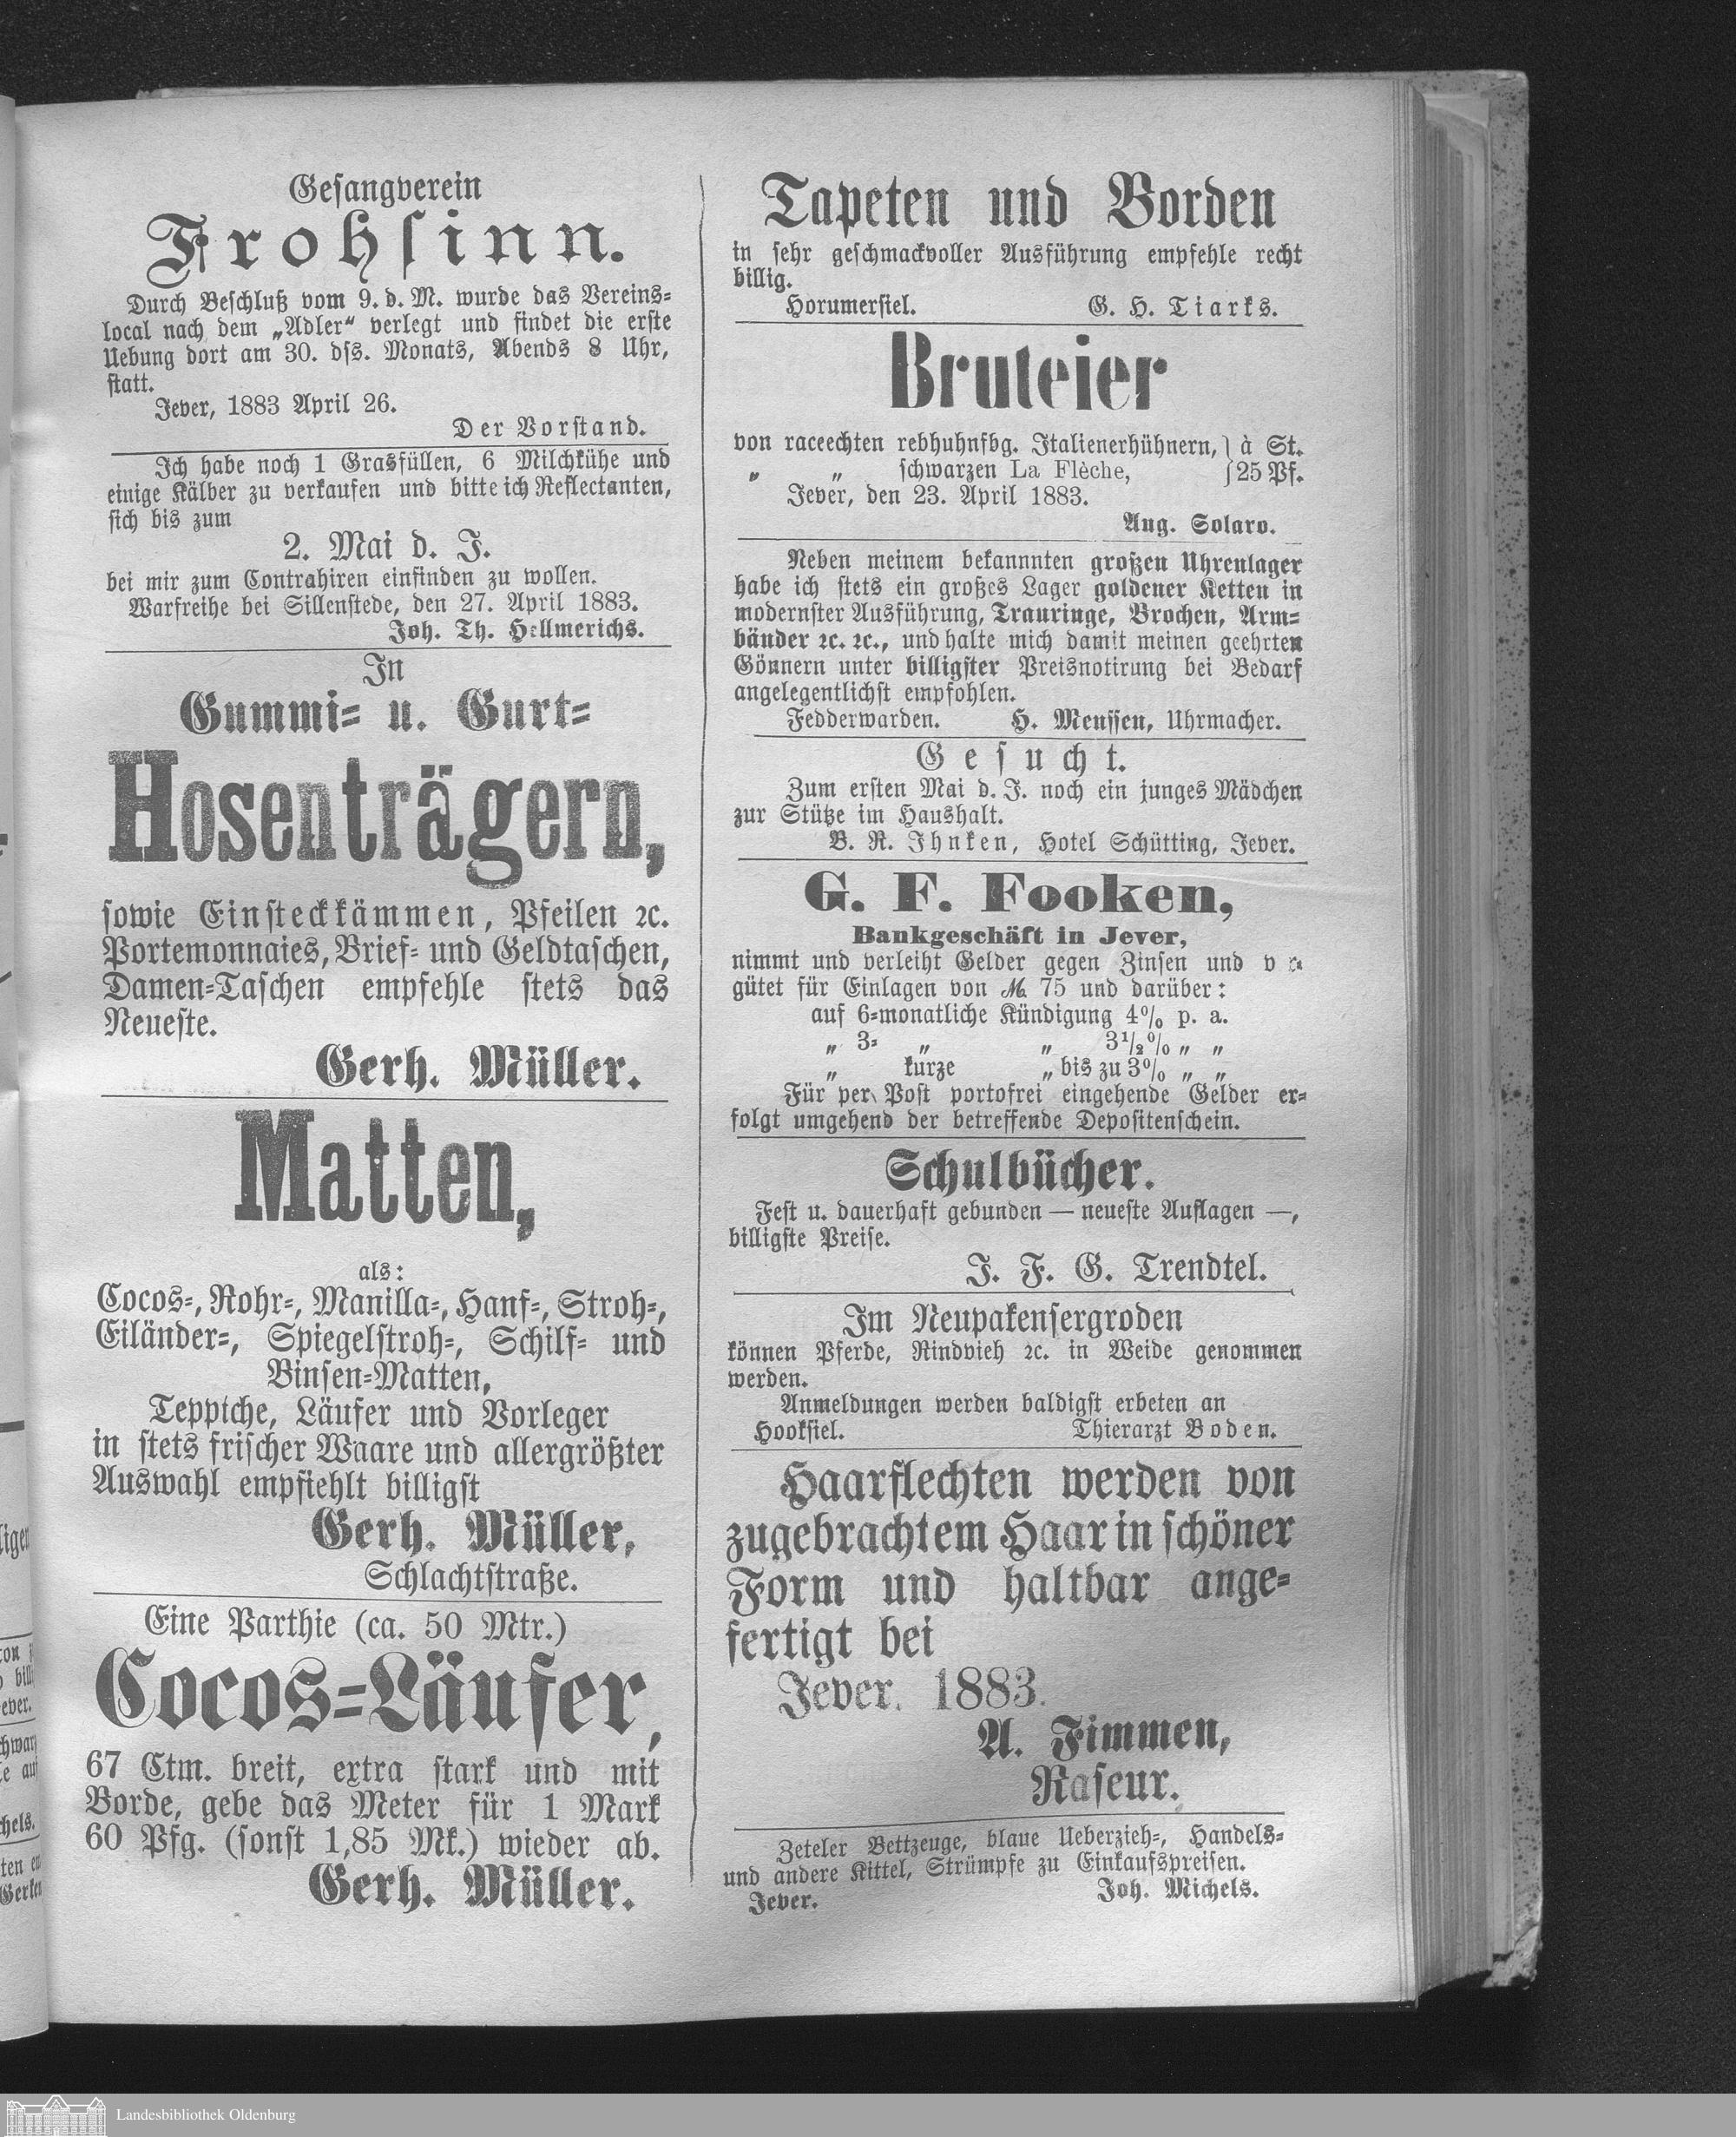 Gesangverein
Frohsinn.
Durch Beschluß vom 9. d. M. wurde das Vereins-
local nach dem „Adler“ verlegt und findet die erste
Uebung dort am 30. dss. Monats, Abends 8 Uhr,
statt.
Jever, 1883 April 26.
Der Vorstand.
Ich habe noch 1 Grasfüllen, 6 Milchkühe und
einige Kälber zu verkaufen und bitte ich Reflectanten,
sich bis zum
2. Mai d. J.
bei mir zum Contrahiren einfinden zu wollen.
Warfreihe bei Sillenstede, den 27. April 1883.
Joh. Th. Hellmerichs.
In
Gummi- u. Gurt-
Hosenträgern,
sowie Einsteckkämmen, Pfeilen ꝛc.
Portemonnaies, Brief- und Geldtaschen,
Damen-Taschen empfehle stets das
Neueste.
Gerh. Müller.
Matten,
als:
Cocos-, Rohr-, Manilla-, Hanf-, Stroh-,
Eiländer-, Spiegelstroh-, Schilf- und
Binsen-Matten,
Teppiche, Läufer und Vorleger
in stets frischer Waare und allergrößter
Auswahl empfiehlt billigst
Gerh. Müller,
Schlachtstraße.
Eine Parthie (ca. 50 Mtr.)
Cocos-Läufer,
67 Ctm. breit, extra stark und mit
Borde, gebe das Meter für 1 Mark
60 Pfg. (sonst 1,85 Mk.) wieder ab.
Gerh. Müller.
Tapeten und Borden
in sehr geschmackvoller Ausführung empfehle recht
billig.
Horumersiel. G. H. Tiarks.
Bruteier
von raceechten rebhuhnfbg. Italienerhühnern, } à St.
„ „ schwarzen La Flèche, } 25 Pf.
Jever, den 23. April 1883.
Aug. Solaro.
Neben meinem bekannnten großen Uhrenlager
habe ich stets ein großes Lager goldener Ketten in
modernster Ausführung, Trauringe, Brochen, Arm-
bänder ꝛc. ꝛc., und halte mich damit meinen geehrten
Gönnern unter billigster Preisnotirung bei Bedarf
angelegentlichst empfohlen.
Fedderwarden. H. Meussen, Uhrmacher.
Gesucht.
Zum ersten Mai d. J. noch ein junges Mädchen
zur Stütze im Haushalt.
B. R. Ihnken, Hotel Schütting, Jever.
G. F. Fooken,
Bankgeschäft in Jever,
nimmt und verleiht Gelder gegen Zinsen und
gütet für Einlagen von ℳ 75 und darüber:
auf 6-monatliche Kündigung 4% p. a.
„ 3- „ „ 3½% „ „
„ kurze „ bis zu 3% „ „
Für per Post portofrei eingehende Gelder er-
folgt umgehend der betreffende Depositenschein.
Schulbücher.
Fest u. dauerhaft gebunden — neueste Auflagen —,
billigste Preise.
J. F. G. Trendtel.
Im Neupakensergroden
können Pferde, Rindvieh ꝛc. in Weide genommen
werden.
Anmeldungen werden baldigst erbeten an
Hooksiel. Thierarzt Boden.
Haarflechten werden von
zugebrachtem Haar in schöner
Form und haltbar ange-
fertigt bei
Jever. 1883.
A. Fimmen,
Raseur.
Zeteler Bettzeuge, blaue Ueberzieh-, Handels-
und andere Kittel, Strümpfe zu Einkaufspreisen.
Jever. Joh. Michels.
Landesbibliothek Oldenburg